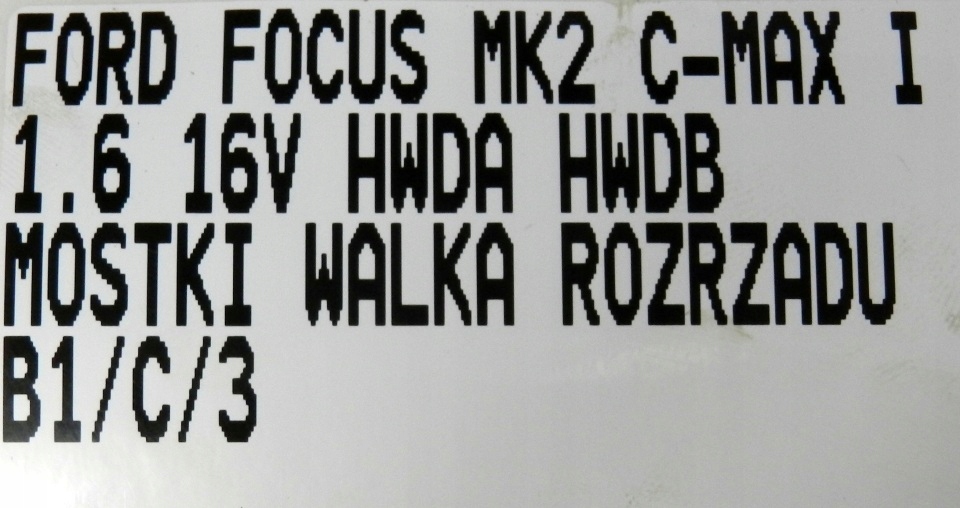 FORD FOCUS MK2 C-MAX I
1.6 16V HWDA HWDB
MOSTKI WALKA ROZRZADU
B1/C/3